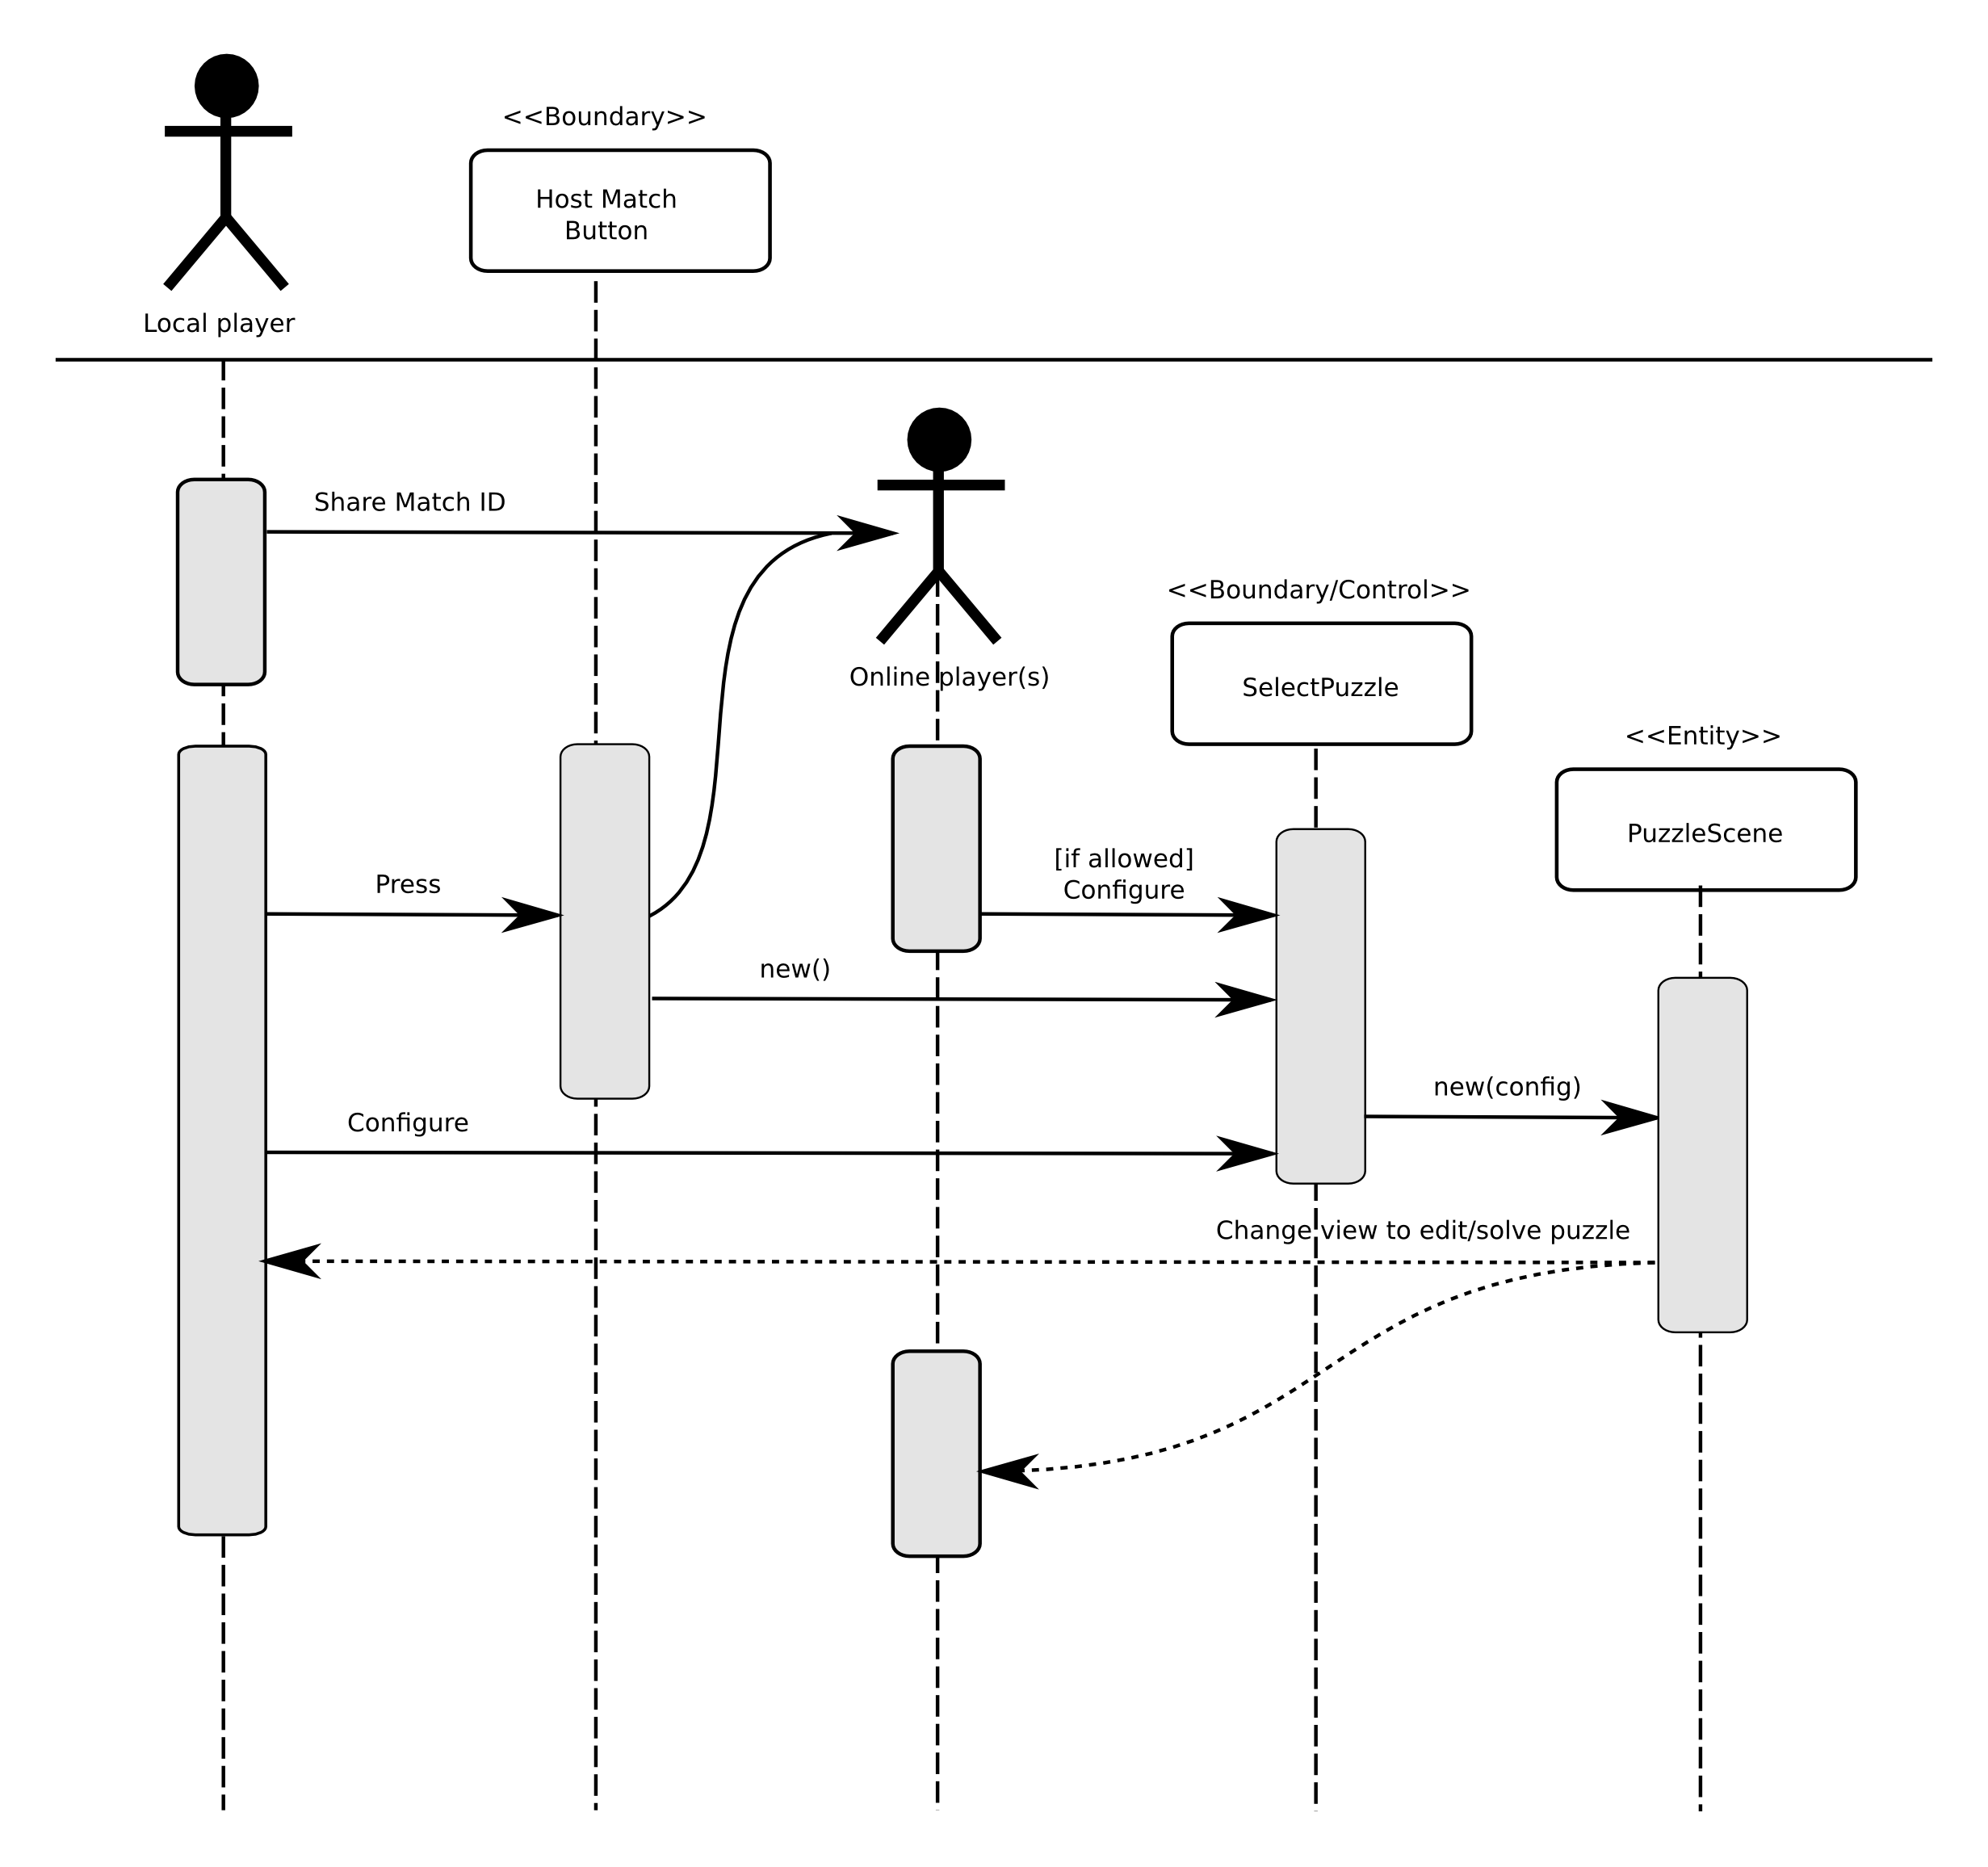 <<Boundary>>
Host Match
Button
Local player
Share Match ID
<<Boundary/Control>>
Online player(s)
SelectPuzzle
<<Entity>>
PuzzleScene
[if allowed]
Configure
Press
new()
new(config)
Configure
Change view to edit/solve puzzle